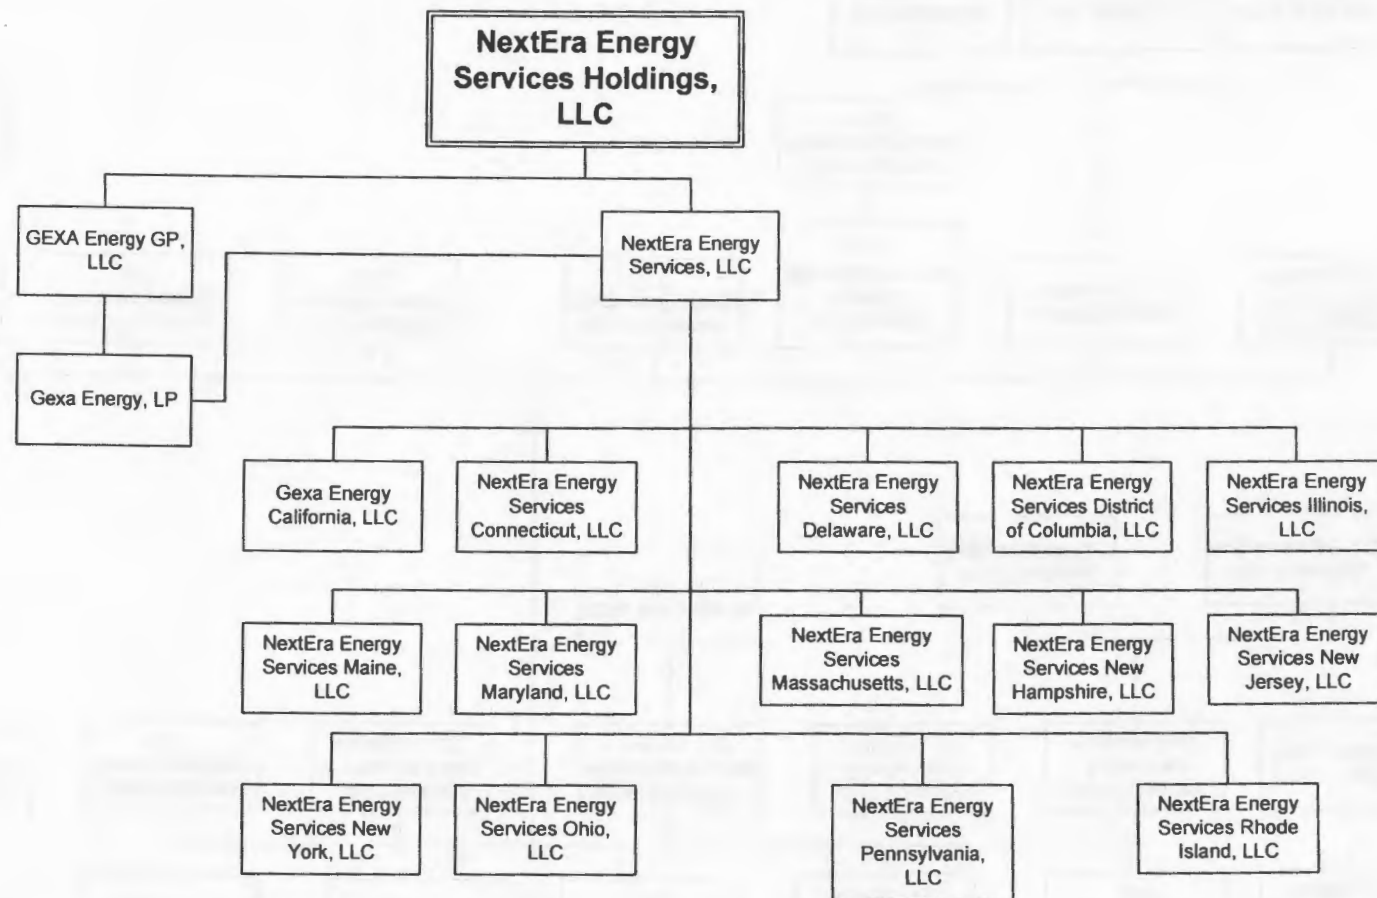 NextEra Energy
Services Holdings,
LLC
GEXA Energy GP,
LLC
NextEra Energy
Services, LLC
Gexa Energy, LP
Gexa Energy
California, LLC
NextEra Energy
Services
Connecticut, LLC
NextEra Energy
Services
Delaware, LLC
NextEra Energy
Services District
of Columbia, LLC
NextEra Energy
Services Illinois,
LLC
NextEra Energy
Services Maine,
LLC
NextEra Energy
Services
Maryland, LLC
NextEra Energy
Services
Massachusetts, LLC
NextEra Energy
Services New
Hampshire, LLC
NextEra Energy
Services New
Jersey, LLC
NextEra Energy
Services New
York, LLC
NextEra Energy
Services Ohio,
LLC
NextEra Energy
Services
Pennsylvania,
LLC
NextEra Energy
Services Rhode
Island, LLC